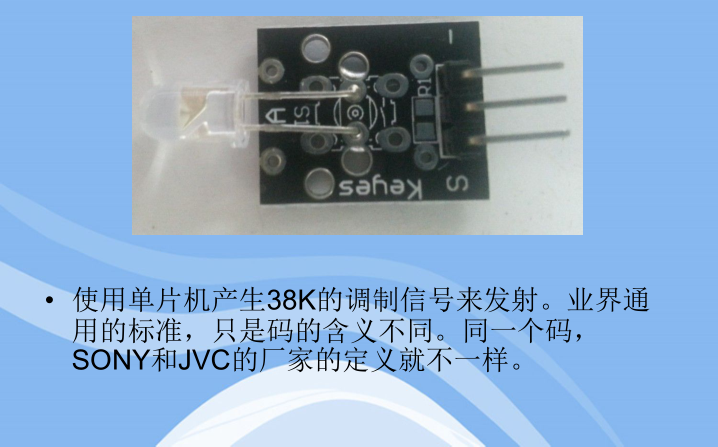 −
R1
A
IS
Keyes
S
• 使用单片机产生38K的调制信号来发射。业界通
用的标准，只是码的含义不同。同一个码，
SONY和JVC的厂家的定义就不一样。